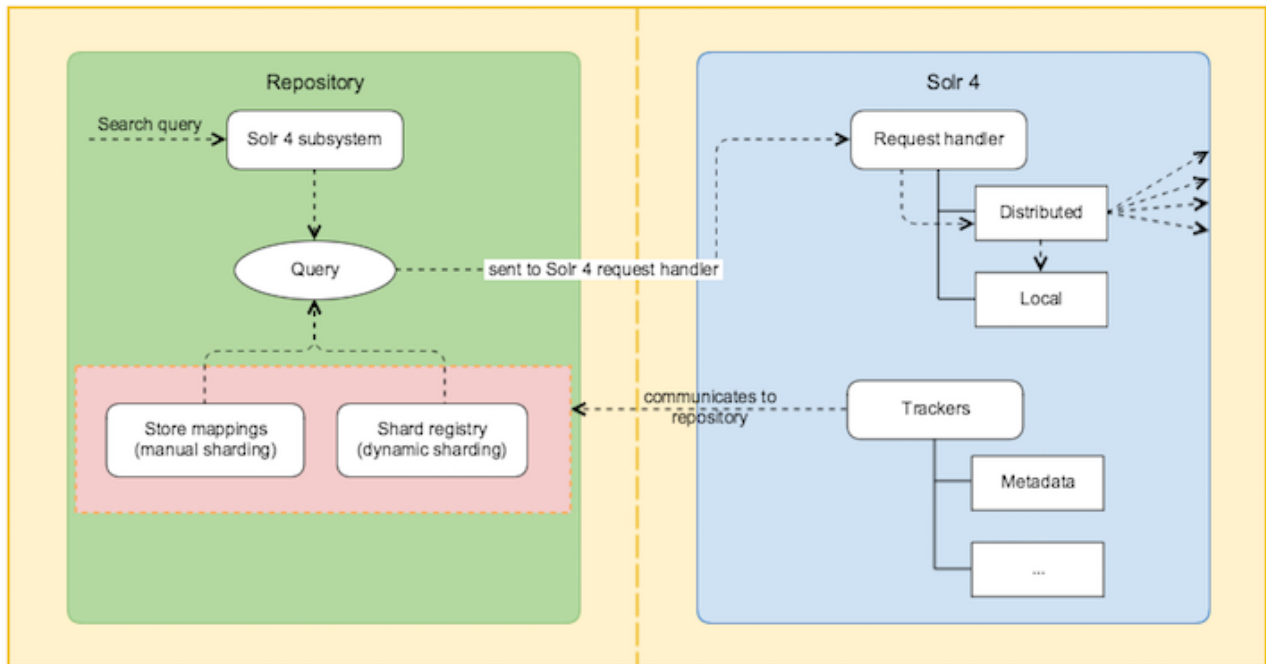 Repository
Search query
Solr 4 subsystem
Query
sent to Solr 4 request handler
Store mappings
(manual sharding)
Shard registry
(dynamic sharding)
Solr 4
Request handler
Distributed
Local
communicates to
repository
Trackers
Metadata
...